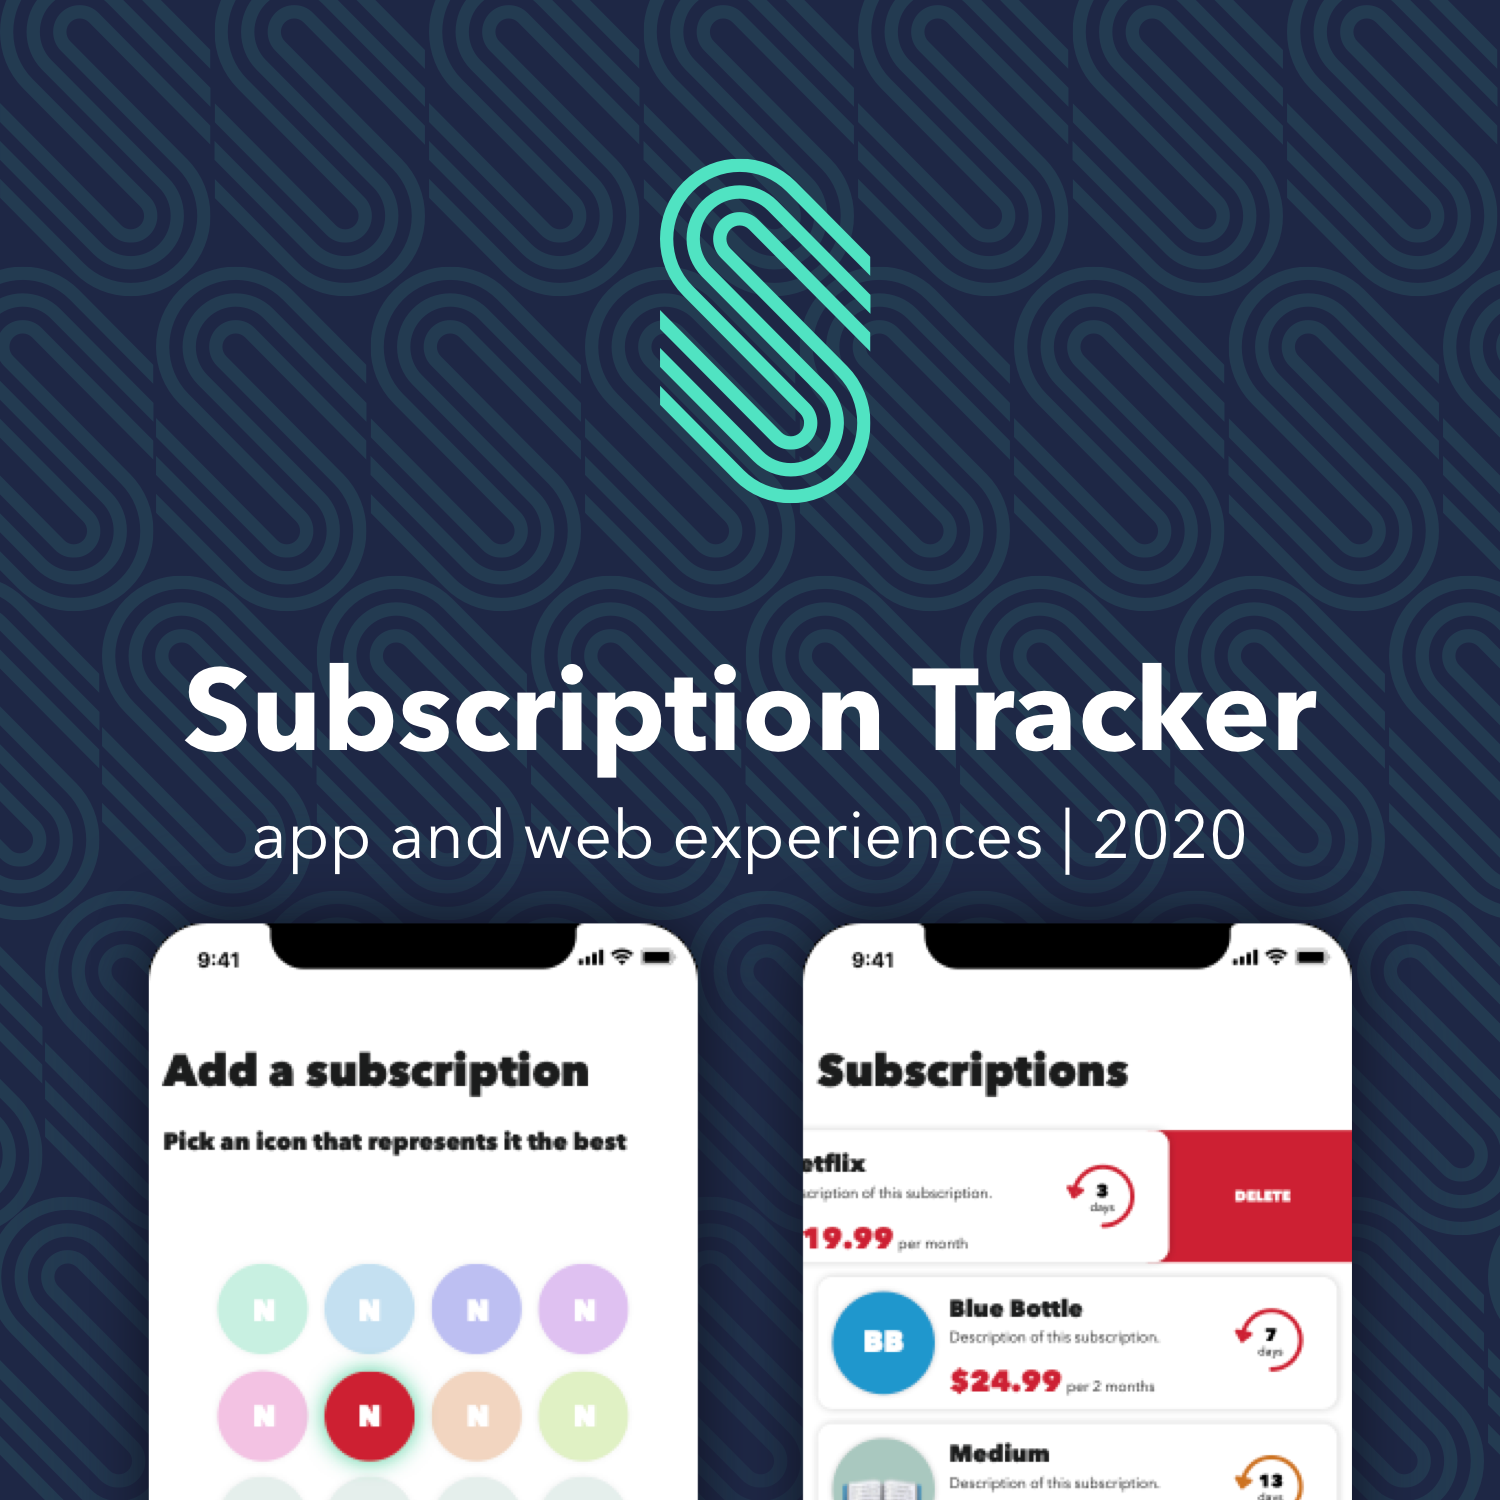 Subscription Tracker
app and web experiences | 2020
9:41
Add a subscription
Pick an icon that represents it the best
N N N N
N N N N
9:41
Subscriptions
etflix
scription of this subscription.
19.99 per month
3
days
DELETE
BB
Blue Bottle
Description of this subscription.
$24.99 per 2 months
7
days
Medium
Description of this subscription.
13
days